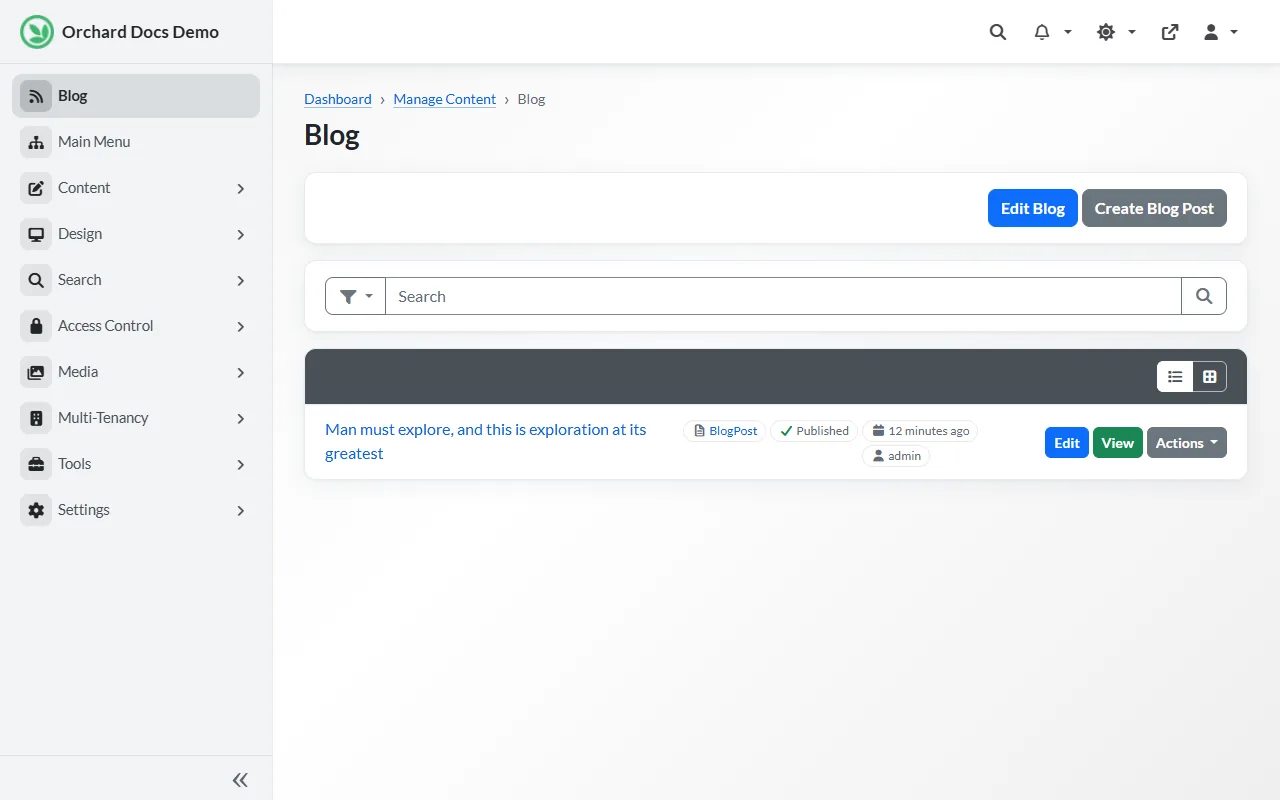 Orchard Docs Demo
Blog
Main Menu
Content
Design
Search
Access Control
Media
Multi-Tenancy
Tools
Settings
Dashboard › Manage Content › Blog
Blog
Edit Blog Create Blog Post
Search
Man must explore, and this is exploration at its
greatest
BlogPost Published 12 minutes ago
admin
Edit View Actions